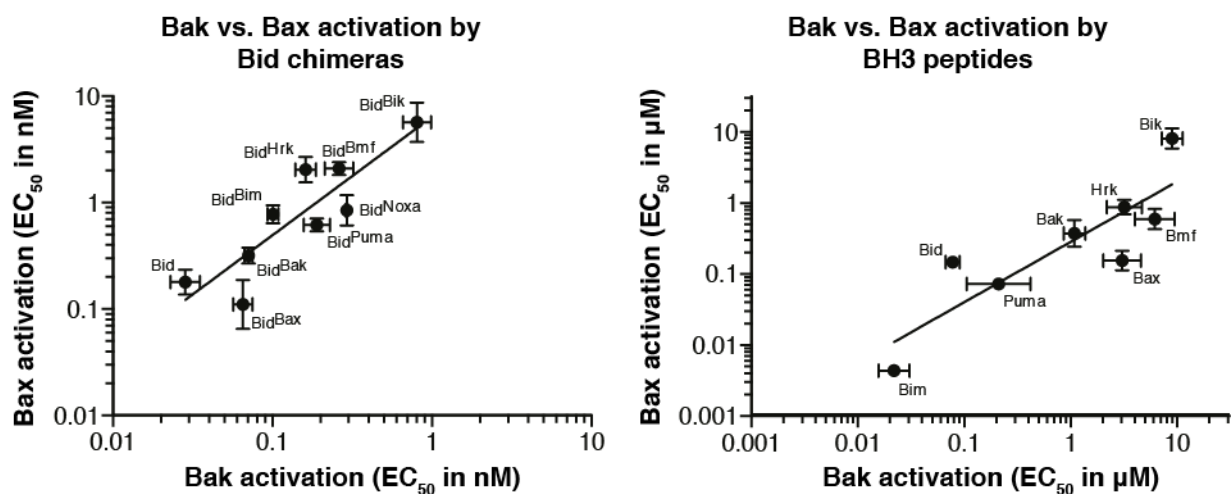 Bak vs. Bax activation by
Bid chimeras
Bax activation (EC50 in nM)
10
1
0.1
0.01
BidBik
BidHrk
BidBmf
BidBim
BidNoxa
BidPuma
Bid
BidBak
BidBax
0.01
0.1
1
10
Bak activation (EC50 in nM)
Bak vs. Bax activation by
BH3 peptides
Bax activation (EC50 in µM)
10
1
0.1
0.01
0.001
Bik
Hrk
Bak
Bmf
Bid
Bax
Puma
Bim
0.001
0.01
0.1
1
10
Bak activation (EC50 in µM)